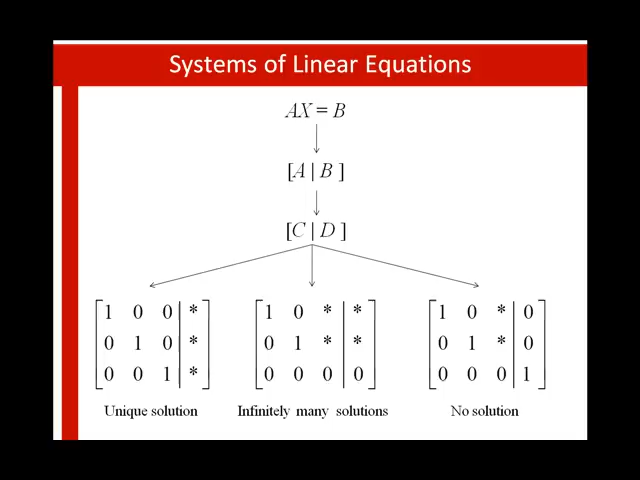 Systems of Linear Equations
AX = B
[A | B ]
[C | D ]
1 0 0 | *
0 1 0 | *
0 0 1 | *
Unique solution
1 0 * | *
0 1 * | *
0 0 0 | 0
Infinitely many solutions
1 0 * | 0
0 1 * | 0
0 0 0 | 1
No solution